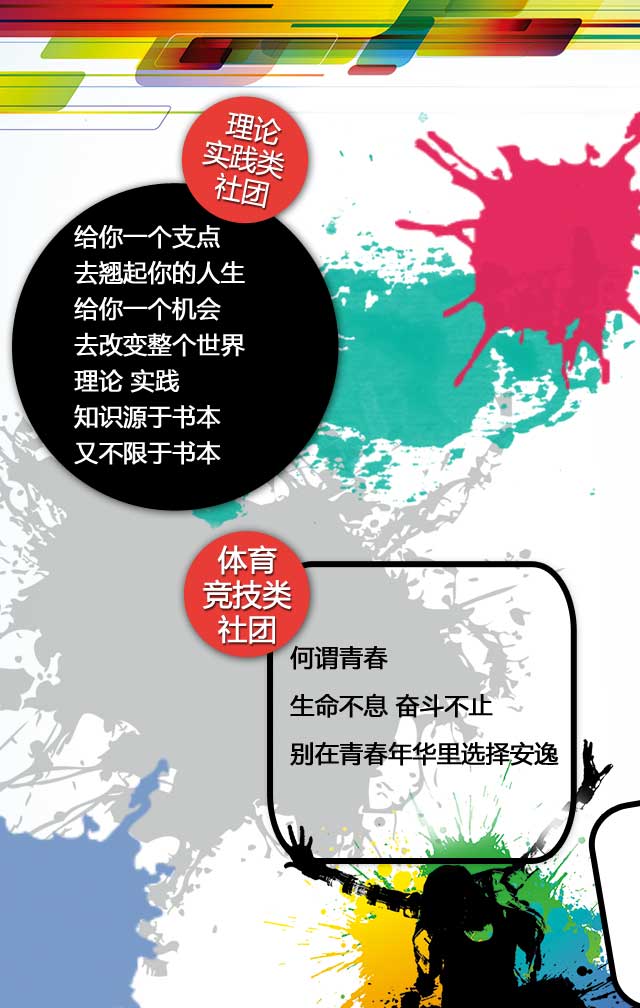 理论
实践类
社团
给你一个支点
去翘起你的人生
给你一个机会
去改变整个世界
理论 实践
知识源于书本
又不限于书本
体育
竞技类
社团
何谓青春
生命不息 奋斗不止
别在青春年华里选择安逸